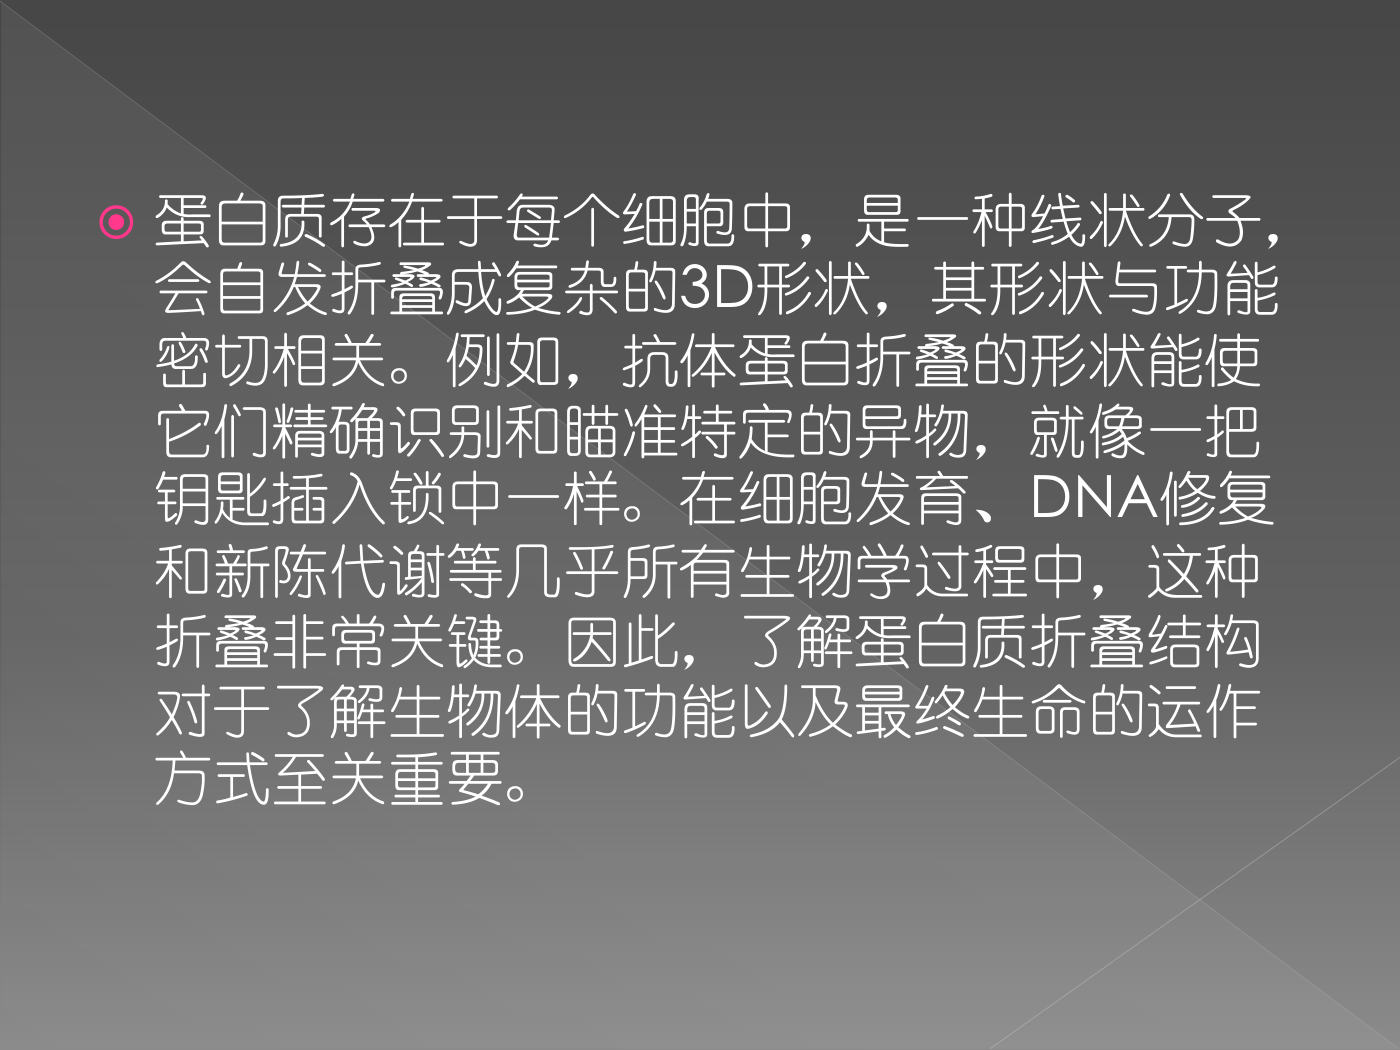 蛋白质存在于每个细胞中，是一种线状分子，
会自发折叠成复杂的3D形状，其形状与功能
密切相关。例如，抗体蛋白折叠的形状能使
它们精确识别和瞄准特定的异物，就像一把
钥匙插入锁中一样。在细胞发育、DNA修复
和新陈代谢等几乎所有生物学过程中，这种
折叠非常关键。因此，了解蛋白质折叠结构
对于了解生物体的功能以及最终生命的运作
方式至关重要。